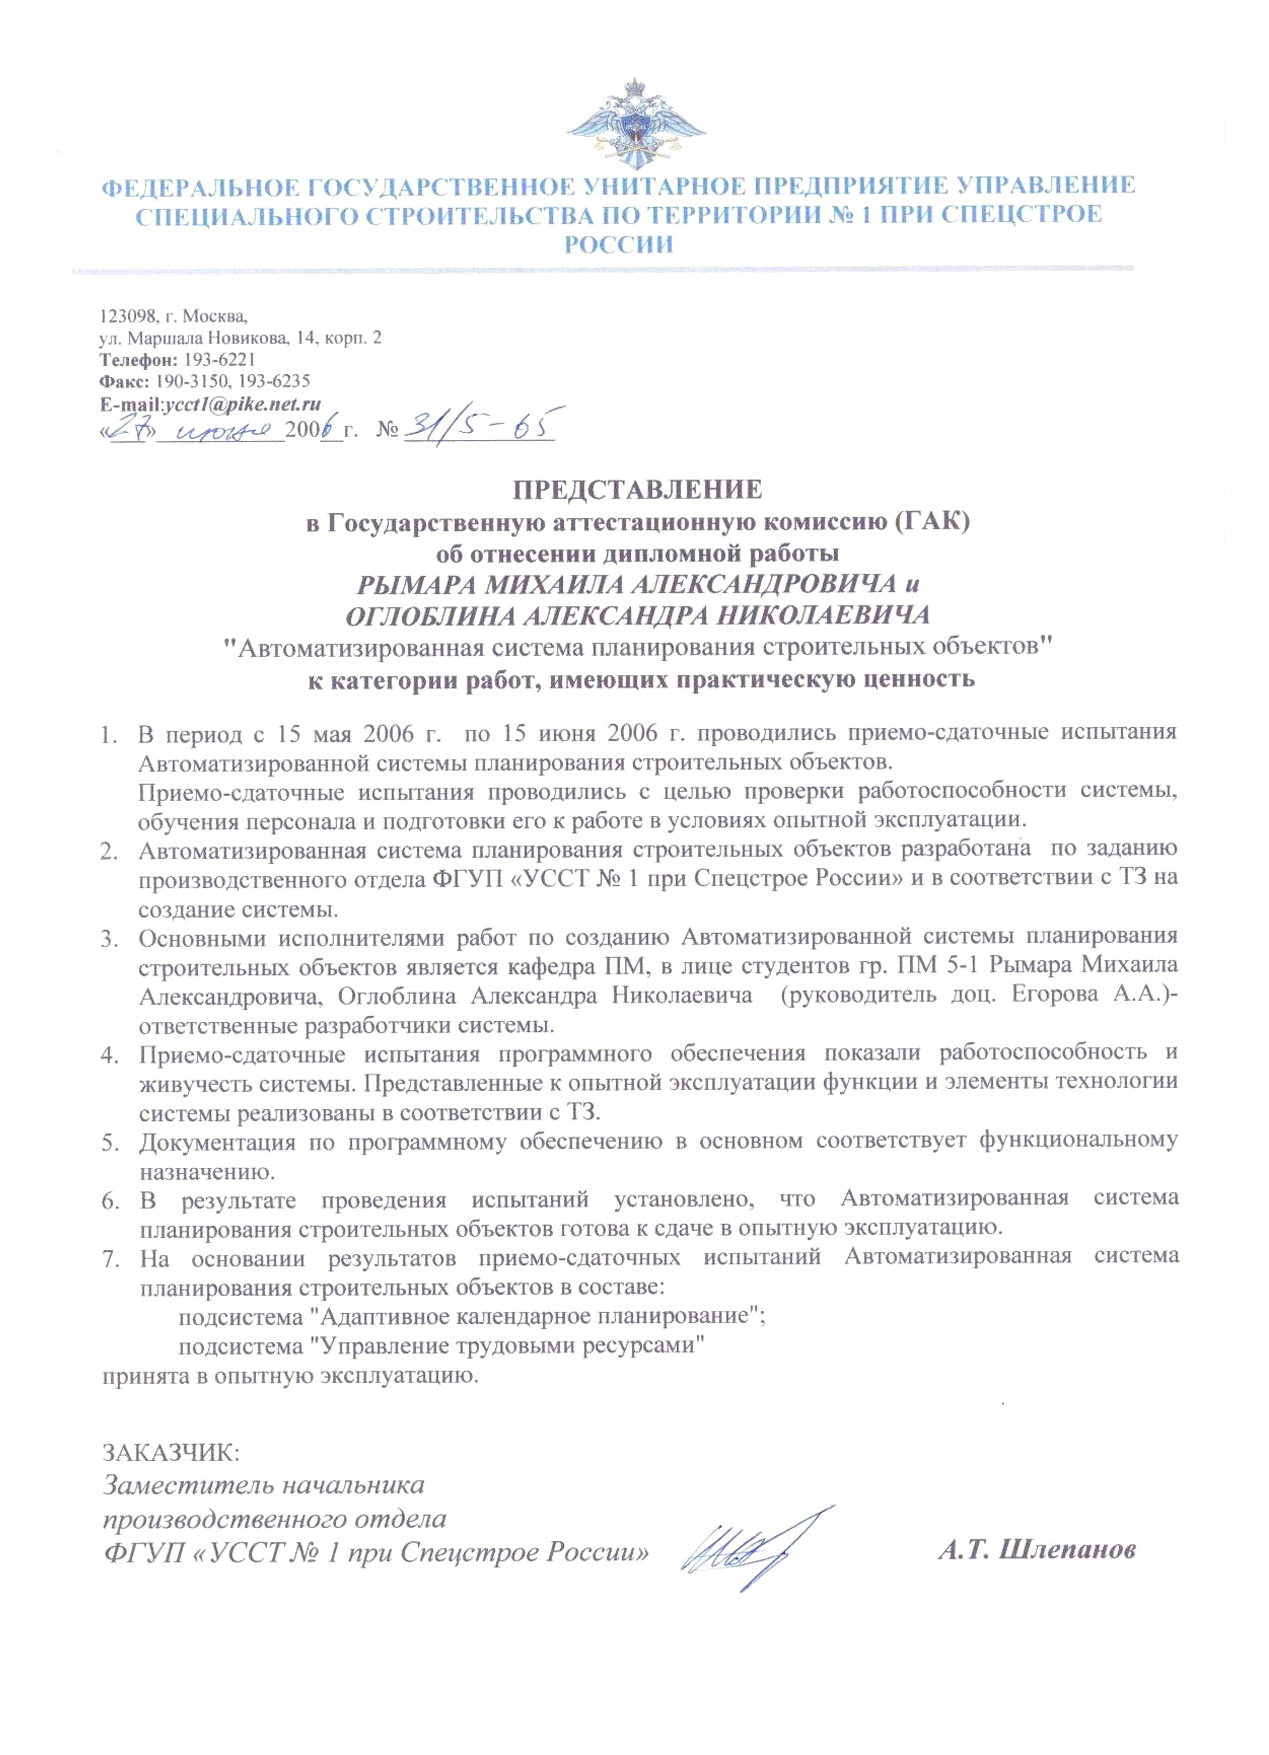 ФЕДЕРАЛЬНОЕ ГОСУДАРСТВЕННОЕ УНИТАРНОЕ ПРЕДПРИЯТИЕ УПРАВЛЕНИЕ
СПЕЦИАЛЬНОГО СТРОИТЕЛЬСТВА ПО ТЕРРИТОРИИ № 1 ПРИ СПЕЦСТРОЕ
РОССИИ
123098, г. Москва,
ул. Маршала Новикова, 14, корп. 2
Телефон: 193-6221
Факс: 190-3150, 193-6235
E-mail:ycct1@pike.net.ru
«27» июня 2006 г. № 31/5-65
ПРЕДСТАВЛЕНИЕ
в Государственную аттестационную комиссию (ГАК)
об отнесении дипломной работы
РЫМАРА МИХАИЛА АЛЕКСАНДРОВИЧА и
ОГЛОБЛИНА АЛЕКСАНДРА НИКОЛАЕВИЧА
"Автоматизированная система планирования строительных объектов"
к категории работ, имеющих практическую ценность
1. В период с 15 мая 2006 г. по 15 июня 2006 г. проводились приемо-сдаточные испытания
Автоматизированной системы планирования строительных объектов.
Приемо-сдаточные испытания проводились с целью проверки работоспособности системы,
обучения персонала и подготовки его к работе в условиях опытной эксплуатации.
2. Автоматизированная система планирования строительных объектов разработана по заданию
производственного отдела ФГУП «УССТ № 1 при Спецстрое России» и в соответствии с ТЗ на
создание системы.
3. Основными исполнителями работ по созданию Автоматизированной системы планирования
строительных объектов является кафедра ПМ, в лице студентов гр. ПМ 5-1 Рымара Михаила
Александровича, Оглоблина Александра Николаевича (руководитель доц. Егорова А.А.)-
ответственные разработчики системы.
4. Приемо-сдаточные испытания программного обеспечения показали работоспособность и
живучесть системы. Представленные к опытной эксплуатации функции и элементы технологии
системы реализованы в соответствии с ТЗ.
5. Документация по программному обеспечению в основном соответствует функциональному
назначению.
6. В результате проведения испытаний установлено, что Автоматизированная система
планирования строительных объектов готова к сдаче в опытную эксплуатацию.
7. На основании результатов приемо-сдаточных испытаний Автоматизированная система
планирования строительных объектов в составе:
подсистема "Адаптивное календарное планирование";
подсистема "Управление трудовыми ресурсами"
принята в опытную эксплуатацию.
ЗАКАЗЧИК:
Заместитель начальника
производственного отдела
ФГУП «УССТ № 1 при Спецстрое России» А.Т. Шлепанов